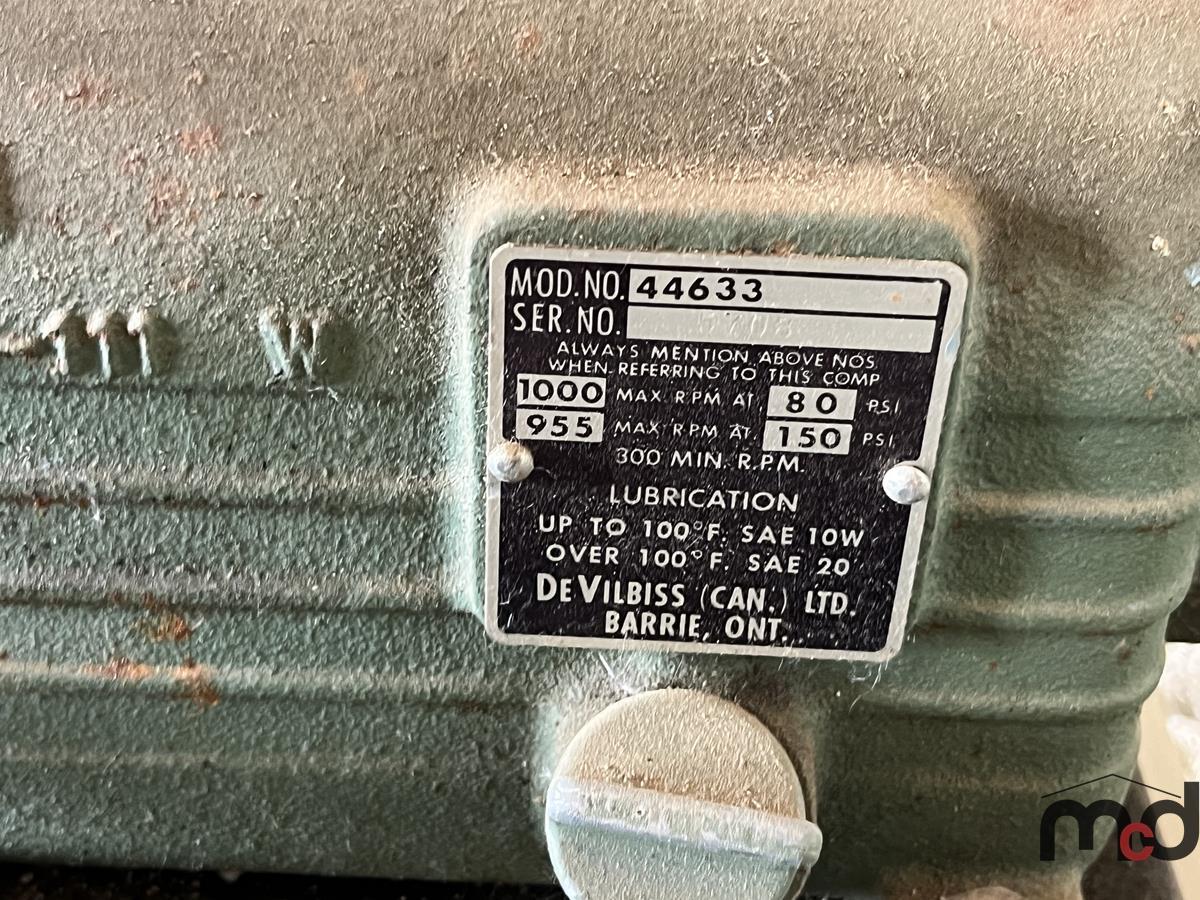 MOD. NO. 44633
SER. NO.
ALWAYS MENTION ABOVE NOS
WHEN REFERRING TO THIS COMP
1000 MAX RPM AT 80 PSI
955 MAX RPM AT. 150 PSI
300 MIN. R.P.M.
LUBRICATION
UP TO 100°F. SAE 10W
OVER 100°F. SAE 20
DEVILBISS (CAN.) LTD.
BARRIE, ONT.
W
mcd